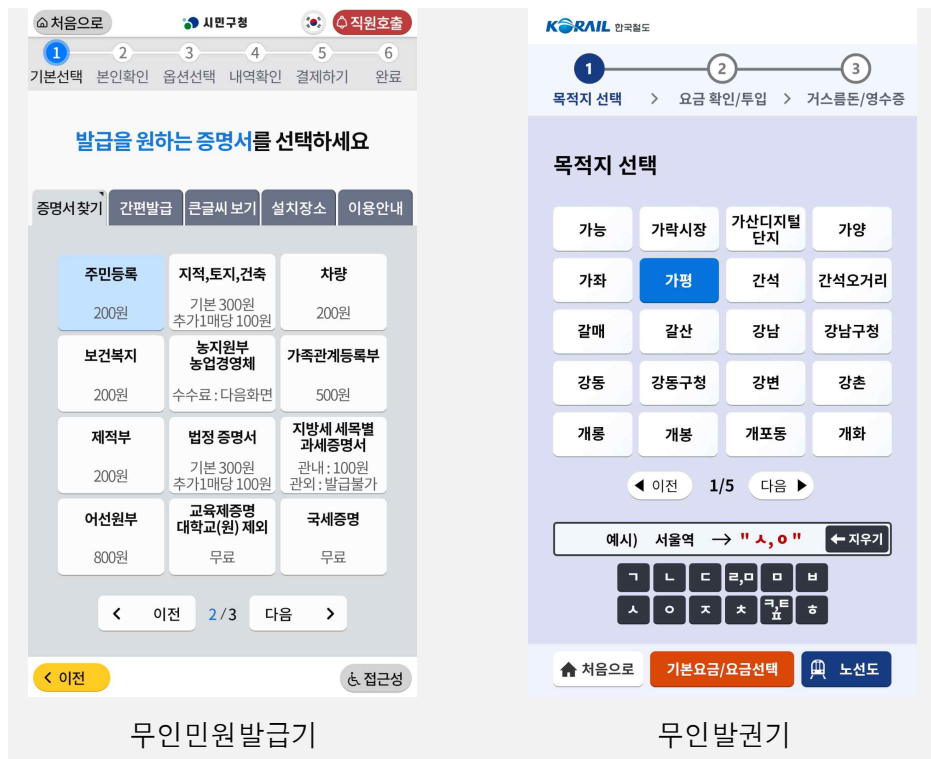 처음으로
시민구청
직원호출
1 2 3 4 5 6
기본선택 본인확인 옵션선택 내역확인 결제하기 완료
발급을 원하는 증명서를 선택하세요
증명서 찾기 간편발급 큰글씨 보기 설치장소 이용안내
주민등록
200원
지적,토지,건축
기본 300원
추가1매당 100원
차량
200원
보건복지
200원
농지원부
농업경영체
수수료 : 다음화면
가족관계등록부
500원
제적부
200원
법정 증명서
기본 300원
추가1매당 100원
지방세 세목별
과세증명서
관내 : 100원
관외 : 발급불가
어선원부
800원
교육제증명
대학교(원) 제외
무료
국세증명
무료
< 이전 2/3 다음 >
< 이전
접근성
무인민원발급기
KORAIL 한국철도
1 2 3
목적지 선택 > 요금 확인/투입 > 거스름돈/영수증
목적지 선택
가능 가락시장 가산디지털단지 가양
가좌 가평 간석 간석오거리
갈매 갈산 강남 강남구청
강동 강동구청 강변 강촌
개롱 개봉 개포동 개화
◀ 이전 1/5 다음 ▶
예시) 서울역 → "ㅅ,ㅇ" ← 지우기
ㄱ ㄴ ㄷ ㄹ,ㅁ ㅁ ㅂ
ㅅ ㅇ ㅈ ㅊ ㅋ,ㅌ ㅍ ㅎ
처음으로 기본요금/요금선택 노선도
무인발권기